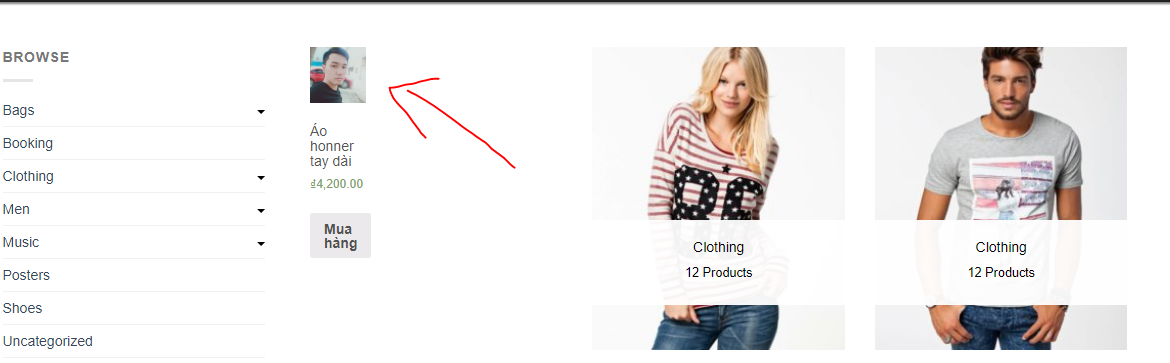 BROWSE
Bags
Booking
Clothing
Men
Music
Posters
Shoes
Uncategorized
Áo
honner
tay dài
₫4,200.00
Mua
hàng
Clothing
12 Products
Clothing
12 Products